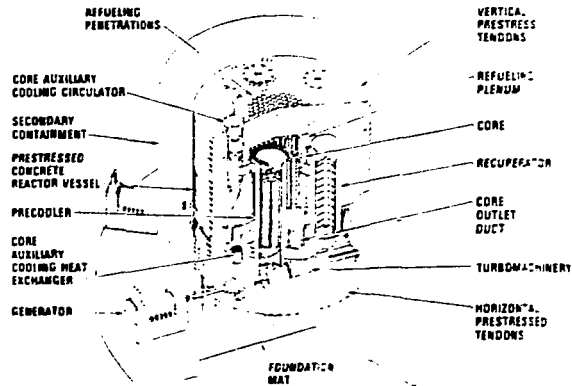 REFUELING
PENETRATIONS
CORE AUXILIARY
COOLING CIRCULATOR
SECONDARY
CONTAINMENT
PRESTRESSED
CONCRETE
REACTOR VESSEL
PRECOOLER
CORE
AUXILIARY
COOLING HEAT
EXCHANGER
GENERATOR
FOUNDATION
MAT
VERTICAL
PRESTRESS
TENDONS
REFUELING
PLENUM
CORE
RECUPERATOR
CORE
OUTLET
DUCT
TURBOMACHINERY
HORIZONTAL
PRESTRESSED
TENDONS